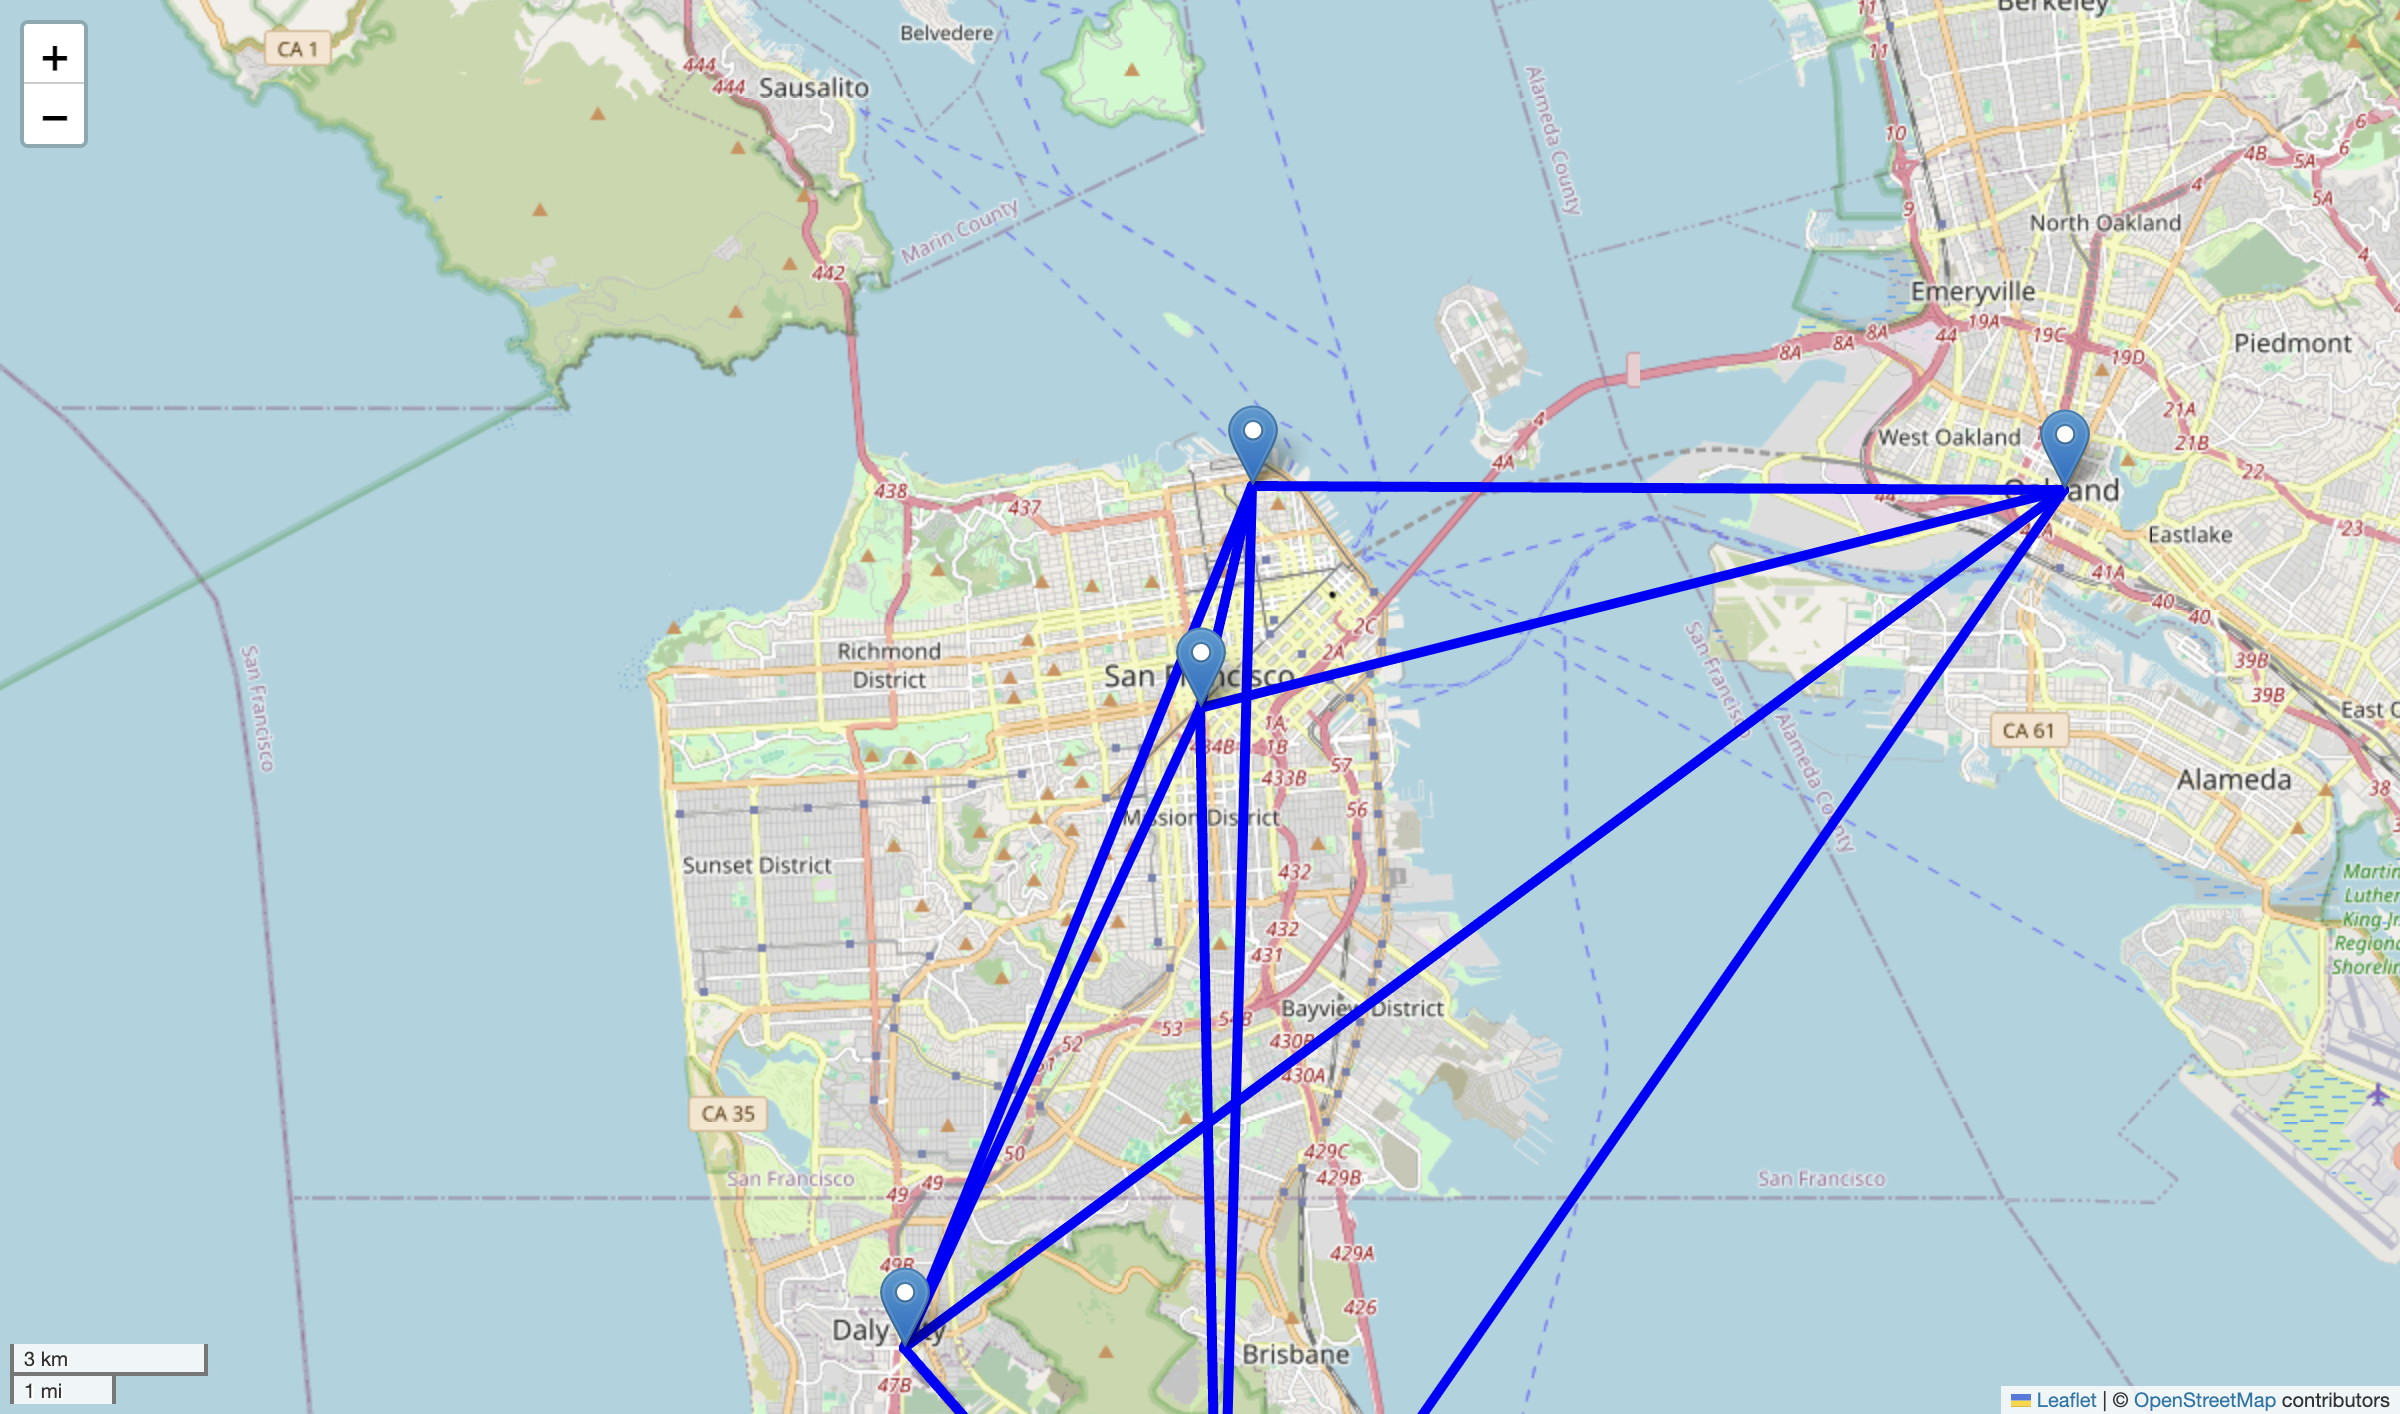 +
−
CA 1
444
444
Sausalito
Belvedere
Marin County
442
Alameda County
Berkeley
11
11
10
9
4B
5A
6
6
5A
4
4
North Oakland
Emeryville
8A
8A
8A
44
19A
19C
19D
Piedmont
21A
21B
22
23
West Oakland
44
Eastlake
4
4A
438
437
41A
40
40
39B
39B
38
Richmond
District
San Francisco
2C
2A
1A
1B
434B
433B
57
56
Mission District
Sunset District
432
432
431
Bayview District
53
54B
52
50
430B
430A
CA 61
Alameda
San Francisco
San Francisco
Alameda County
Martin
Luther
King-Jr
Regional
Shoreline
CA 35
San Francisco
San Francisco
49
49
49B
429C
429B
429A
426
Brisbane
47B
3 km
1 mi
Leaflet | © OpenStreetMap contributors